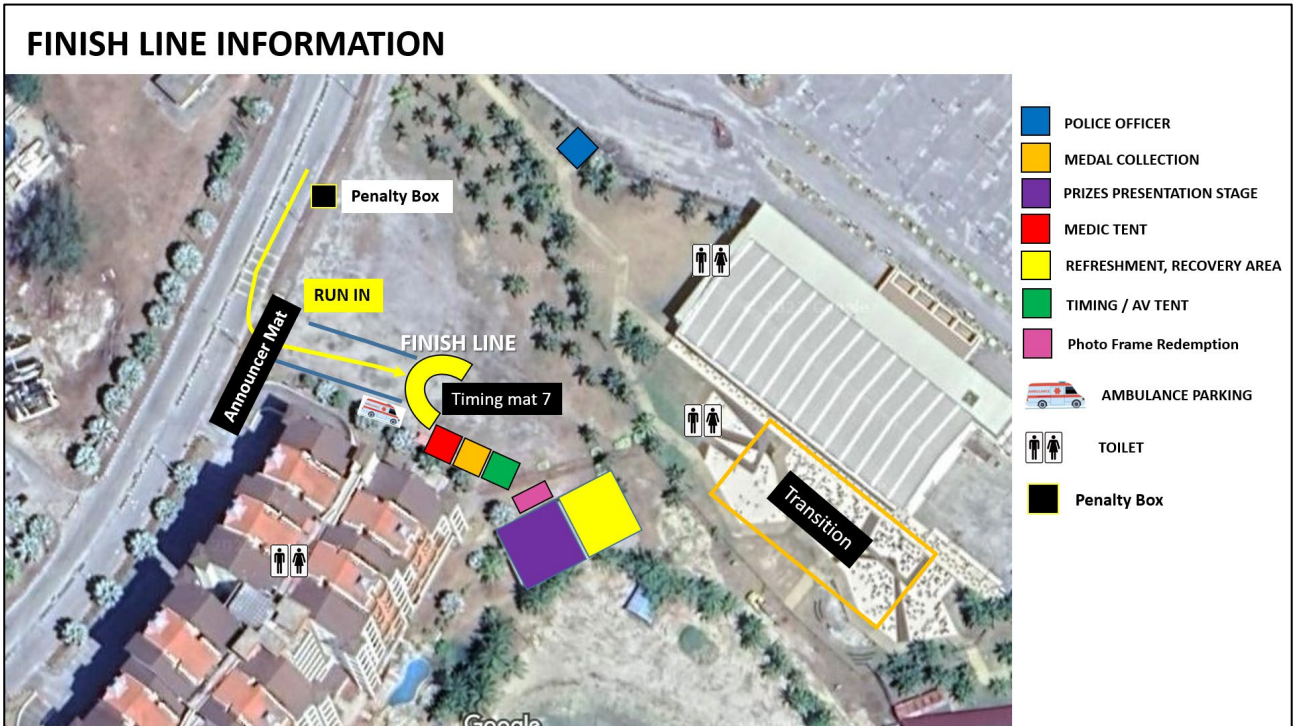 FINISH LINE INFORMATION
Penalty Box
RUN IN
Announcer Mat
FINISH LINE
Timing mat 7
Transition
Google
POLICE OFFICER
MEDAL COLLECTION
PRIZES PRESENTATION STAGE
MEDIC TENT
REFRESHMENT, RECOVERY AREA
TIMING / AV TENT
Photo Frame Redemption
AMBULANCE PARKING
TOILET
Penalty Box